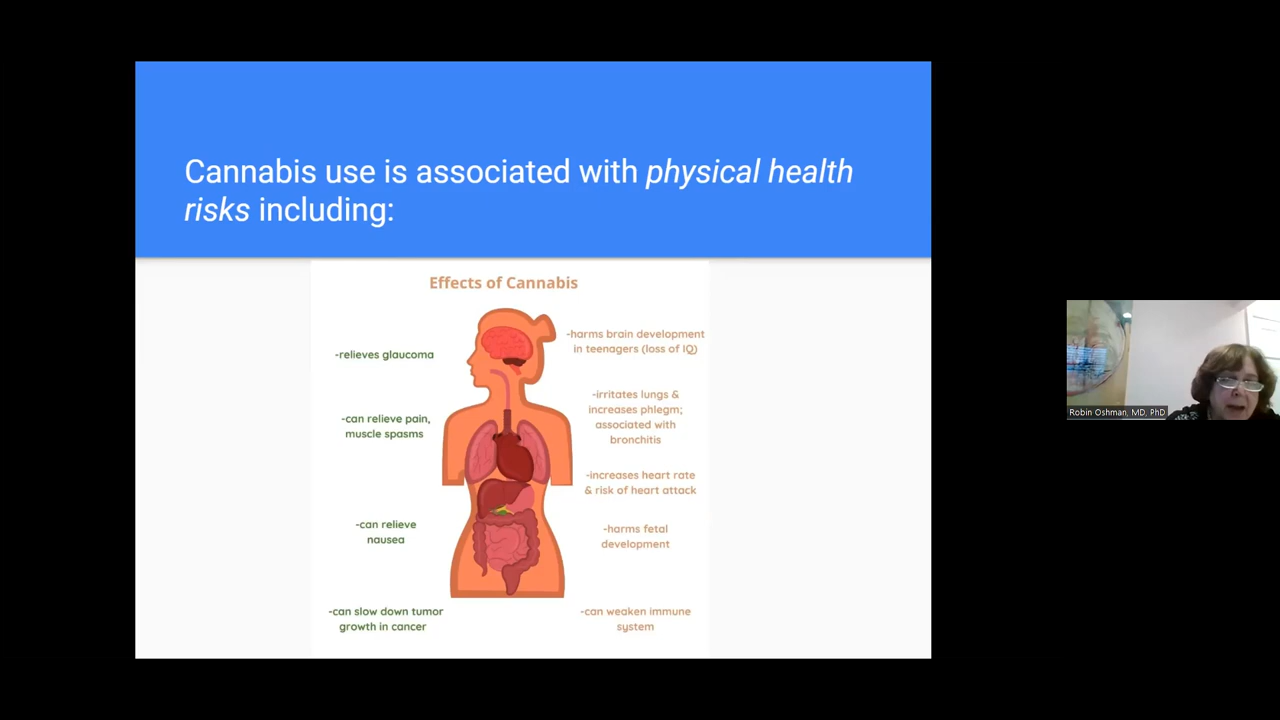 Cannabis use is associated with physical health
risks including:
Effects of Cannabis
-relieves glaucoma
-can relieve pain,
muscle spasms
-can relieve
nausea
-can slow down tumor
growth in cancer
-harms brain development
in teenagers (loss of IQ)
-irritates lungs &
increases phlegm;
associated with
bronchitis
-increases heart rate
& risk of heart attack
-harms fetal
development
-can weaken immune
system
Robin Oshman, MD, PhD